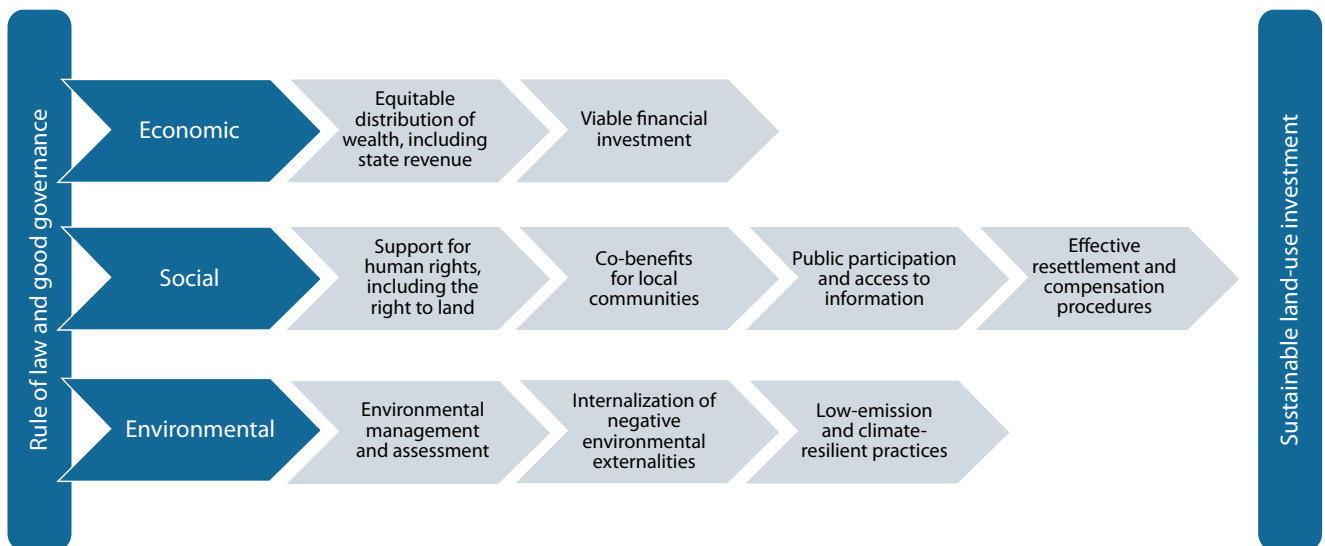 Rule of law and good governance
Economic
Equitable
distribution of
wealth, including
state revenue
Viable financial
investment
Social
Support for
human rights,
including the
right to land
Co-benefits
for local
communities
Public participation
and access to
information
Effective
resettlement and
compensation
procedures
Environmental
Environmental
management
and assessment
Internalization of
negative
environmental
externalities
Low-emission
and climate-
resilient practices
Sustainable land-use investment